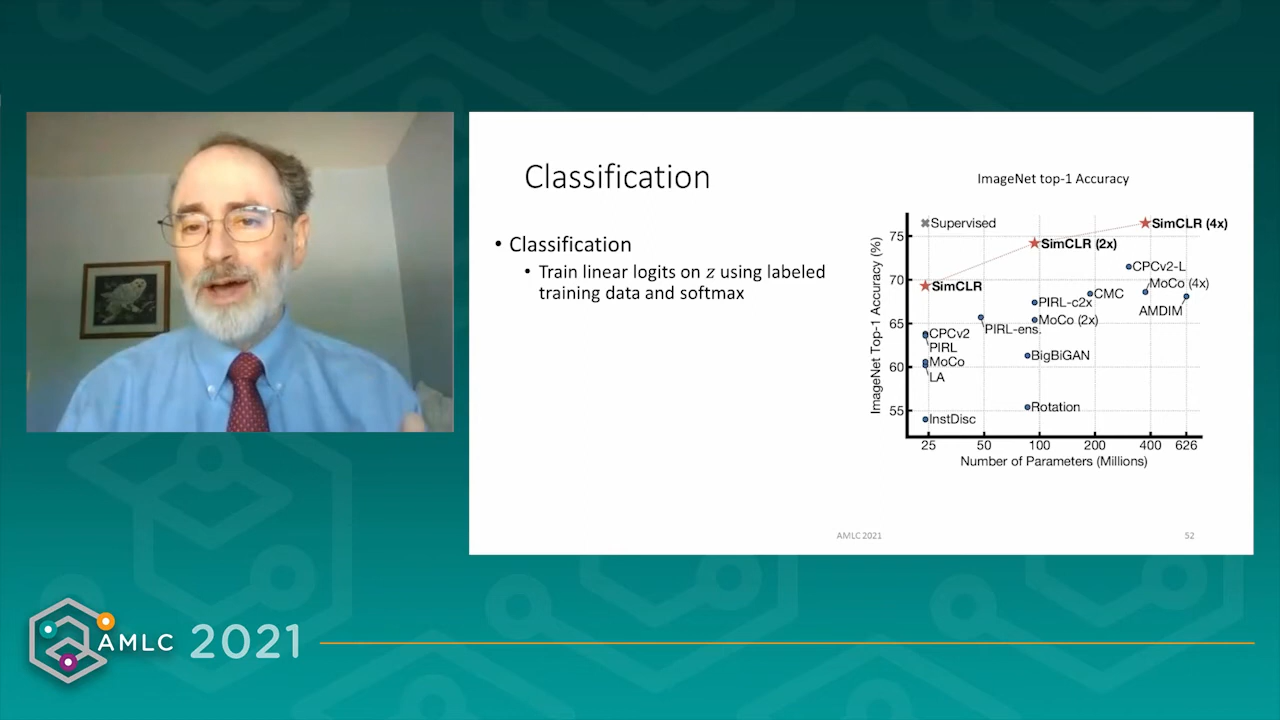 Classification
• Classification
• Train linear logits on z using labeled
training data and softmax
ImageNet top-1 Accuracy
ImageNet Top-1 Accuracy (%)
75
70
65
60
55
Supervised
SimCLR (4x)
SimCLR (2x)
SimCLR
CPCv2-L
MoCo (4x)
CMC
AMDIM
PIRL-c2x
MoCo (2x)
PIRL-ens.
CPCv2
PIRL
BigBiGAN
MoCo
LA
Rotation
InstDisc
25 50 100 200 400 626
Number of Parameters (Millions)
AMLC 2021
52
AMLC 2021